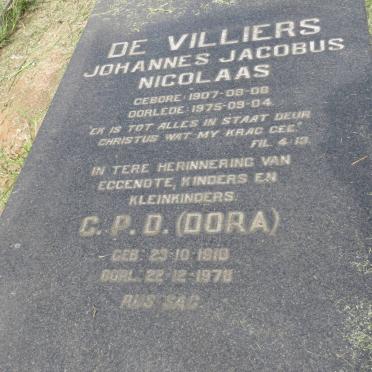 DE VILLIERS
JOHANNES JACOBUS
NICOLAAS
GEBORE 1907-08-08
OORLEDE 1975-09-04
"EK IS TOT ALLES IN STAAT DEUR
CHRISTUS WAT MY KRAG GEE."
FIL. 4:13
IN TERE HERINNERING VAN
EGGENOTE, KINDERS EN
KLEINKINDERS
C. P. D. (DORA)
GEB. 23-10-1910
OORL. 22-12-1978
RUS SAG